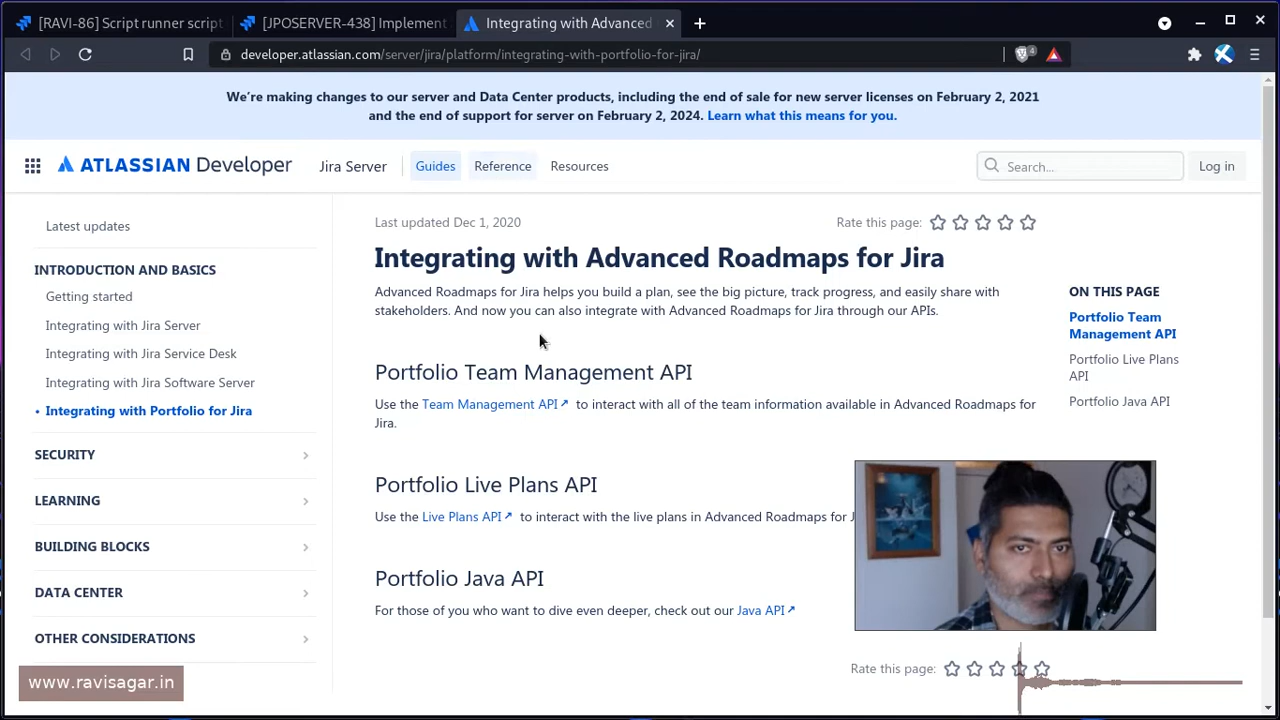 [RAVI-86] Script runner script
[JPOSERVER-438] Implement
Integrating with Advanced
developer.atlassian.com/server/jira/platform/integrating-with-portfolio-for-jira/
4
We're making changes to our server and Data Center products, including the end of sale for new server licenses on February 2, 2021
and the end of support for server on February 2, 2024. Learn what this means for you.
ATLASSIAN Developer
Jira Server
Guides
Reference
Resources
Search...
Log in
Latest updates
INTRODUCTION AND BASICS
Getting started
Integrating with Jira Server
Integrating with Jira Service Desk
Integrating with Jira Software Server
• Integrating with Portfolio for Jira
SECURITY
LEARNING
BUILDING BLOCKS
DATA CENTER
OTHER CONSIDERATIONS
Last updated Dec 1, 2020
Rate this page:
Integrating with Advanced Roadmaps for Jira
Advanced Roadmaps for Jira helps you build a plan, see the big picture, track progress, and easily share with
stakeholders. And now you can also integrate with Advanced Roadmaps for Jira through our APIs.
Portfolio Team Management API
Use the Team Management API to interact with all of the team information available in Advanced Roadmaps for
Jira.
Portfolio Live Plans API
Use the Live Plans API to interact with the live plans in Advanced Roadmaps for J
Portfolio Java API
For those of you who want to dive even deeper, check out our Java API
Rate this page:
ON THIS PAGE
Portfolio Team
Management API
Portfolio Live Plans
API
Portfolio Java API
www.ravisagar.in